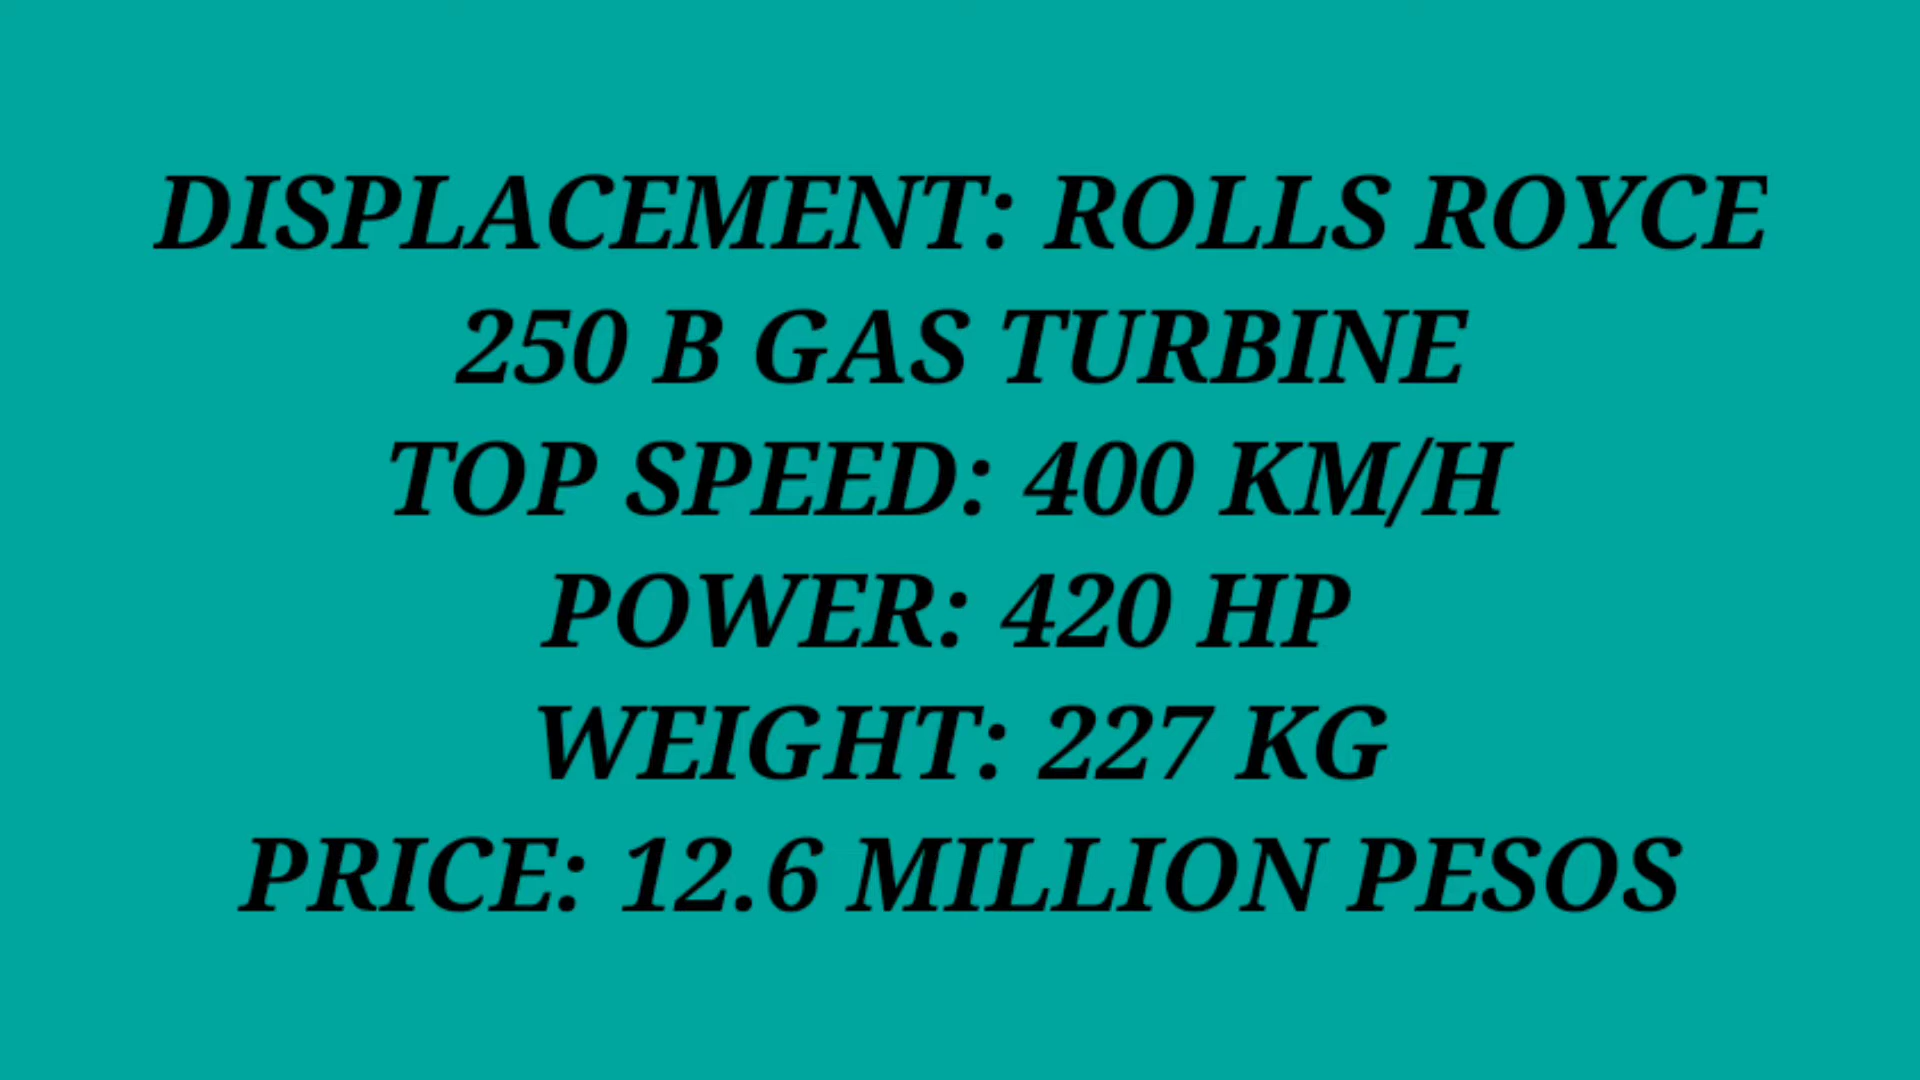 DISPLACEMENT: ROLLS ROYCE
250 B GAS TURBINE
TOP SPEED: 400 KM/H
POWER: 420 HP
WEIGHT: 227 KG
PRICE: 12.6 MILLION PESOS